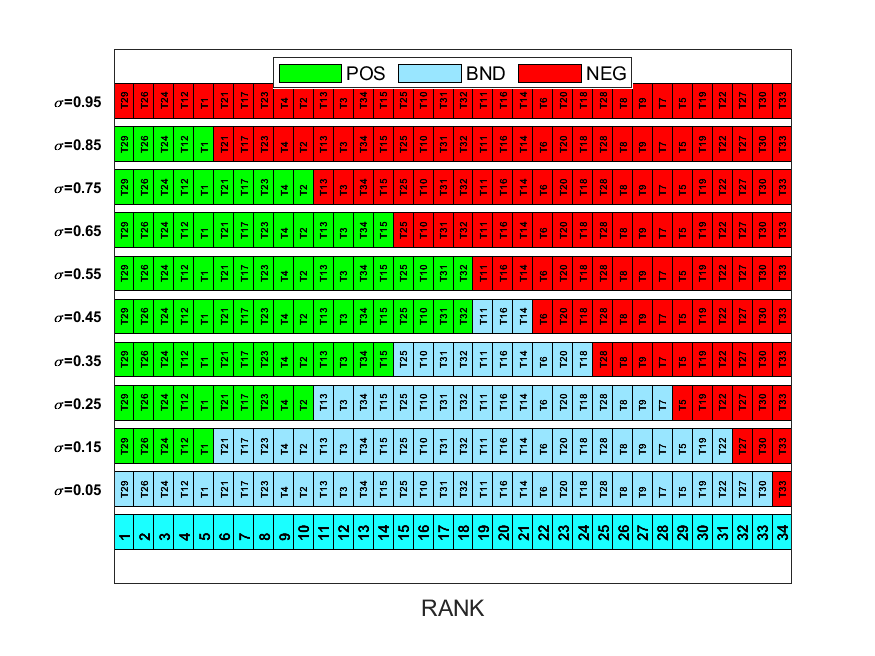 POS BND NEG
σ=0.95 T29 T26 T24 T12 T1 T21 T17 T23 T4 T2 T13 T3 T34 T15 T25 T10 T31 T32 T11 T16 T14 T6 T20 T18 T28 T8 T9 T7 T5 T19 T22 T27 T30 T33
σ=0.85 T29 T26 T24 T12 T1 T21 T17 T23 T4 T2 T13 T3 T34 T15 T25 T10 T31 T32 T11 T16 T14 T6 T20 T18 T28 T8 T9 T7 T5 T19 T22 T27 T30 T33
σ=0.75 T29 T26 T24 T12 T1 T21 T17 T23 T4 T2 T13 T3 T34 T15 T25 T10 T31 T32 T11 T16 T14 T6 T20 T18 T28 T8 T9 T7 T5 T19 T22 T27 T30 T33
σ=0.65 T29 T26 T24 T12 T1 T21 T17 T23 T4 T2 T13 T3 T34 T15 T25 T10 T31 T32 T11 T16 T14 T6 T20 T18 T28 T8 T9 T7 T5 T19 T22 T27 T30 T33
σ=0.55 T29 T26 T24 T12 T1 T21 T17 T23 T4 T2 T13 T3 T34 T15 T25 T10 T31 T32 T11 T16 T14 T6 T20 T18 T28 T8 T9 T7 T5 T19 T22 T27 T30 T33
σ=0.45 T29 T26 T24 T12 T1 T21 T17 T23 T4 T2 T13 T3 T34 T15 T25 T10 T31 T32 T11 T16 T14 T6 T20 T18 T28 T8 T9 T7 T5 T19 T22 T27 T30 T33
σ=0.35 T29 T26 T24 T12 T1 T21 T17 T23 T4 T2 T13 T3 T34 T15 T25 T10 T31 T32 T11 T16 T14 T6 T20 T18 T28 T8 T9 T7 T5 T19 T22 T27 T30 T33
σ=0.25 T29 T26 T24 T12 T1 T21 T17 T23 T4 T2 T13 T3 T34 T15 T25 T10 T31 T32 T11 T16 T14 T6 T20 T18 T28 T8 T9 T7 T5 T19 T22 T27 T30 T33
σ=0.15 T29 T26 T24 T12 T1 T21 T17 T23 T4 T2 T13 T3 T34 T15 T25 T10 T31 T32 T11 T16 T14 T6 T20 T18 T28 T8 T9 T7 T5 T19 T22 T27 T30 T33
σ=0.05 T29 T26 T24 T12 T1 T21 T17 T23 T4 T2 T13 T3 T34 T15 T25 T10 T31 T32 T11 T16 T14 T6 T20 T18 T28 T8 T9 T7 T5 T19 T22 T27 T30 T33
1 2 3 4 5 6 7 8 9 10 11 12 13 14 15 16 17 18 19 20 21 22 23 24 25 26 27 28 29 30 31 32 33 34
RANK